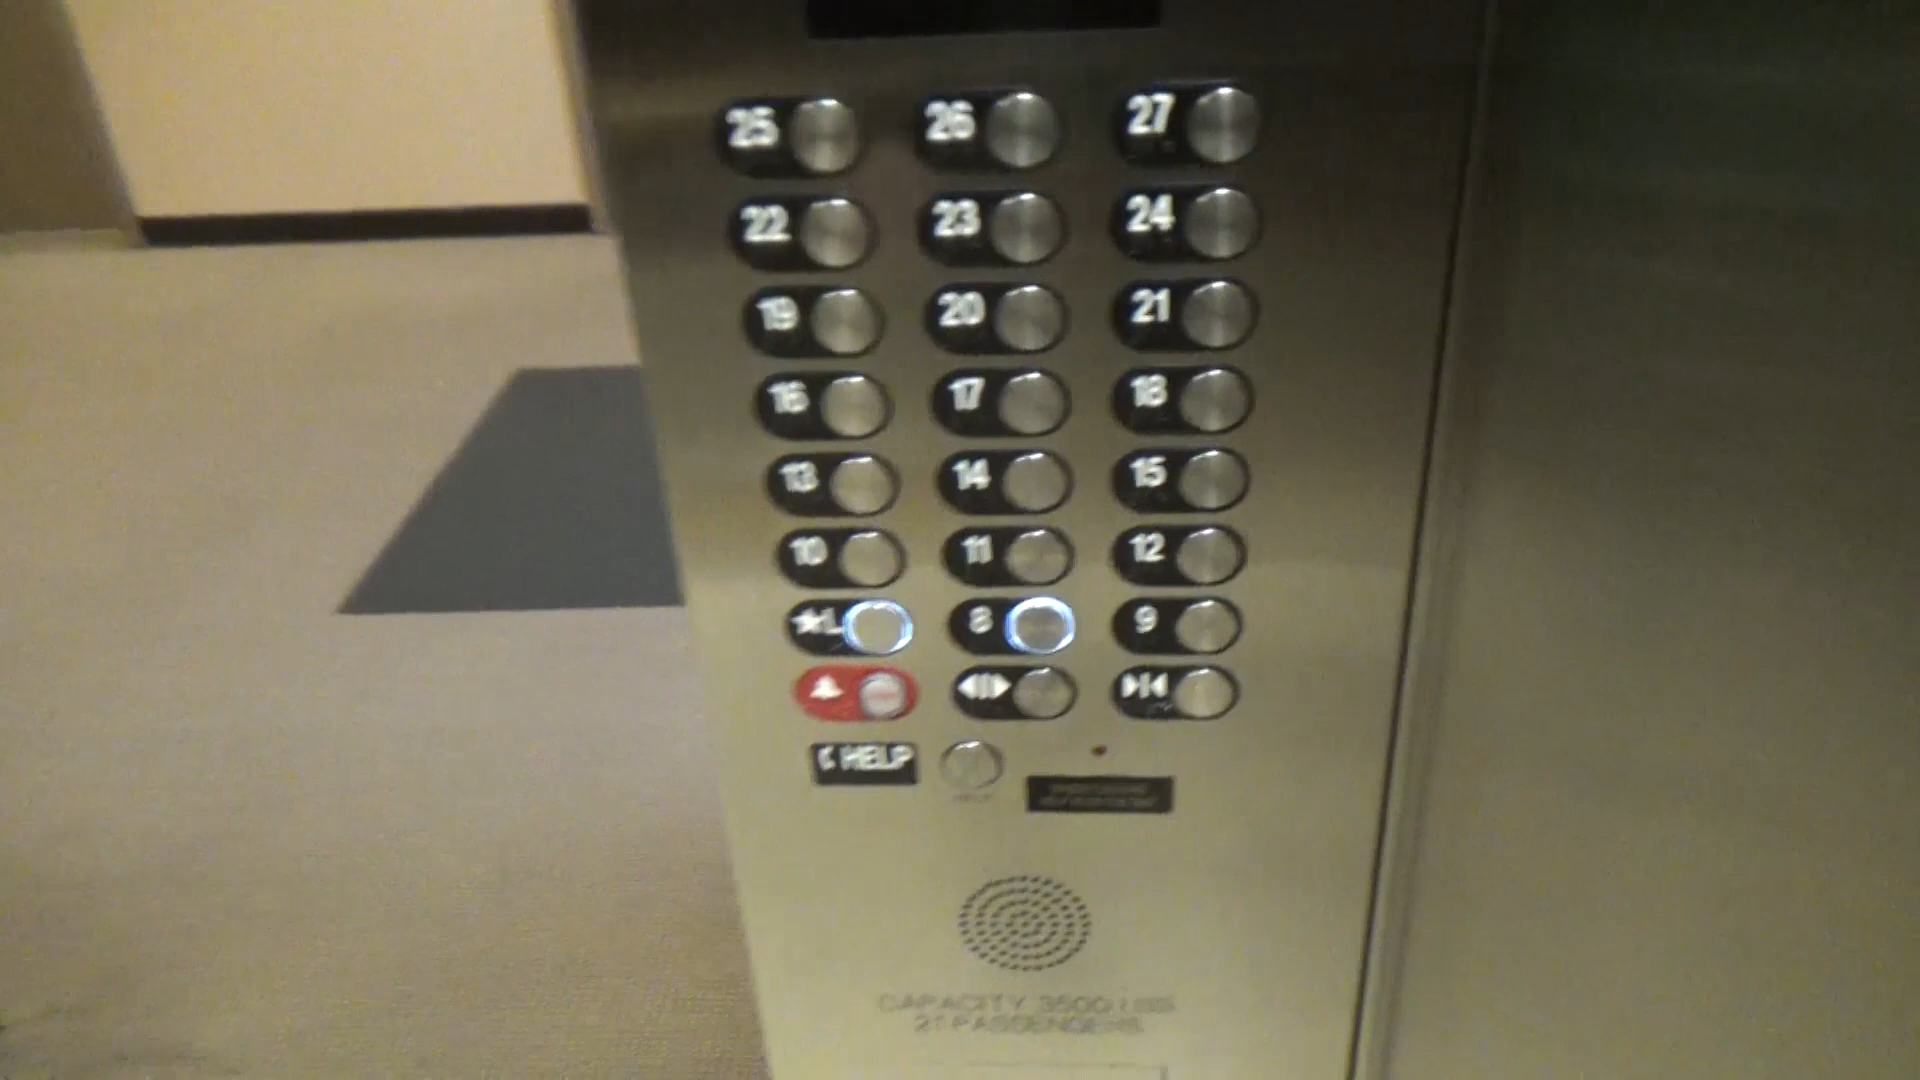 25 26 27
22 23 24
19 20 21
16 17 18
13 14 15
10 11 12
★L 8 9
HELP
HELP
CAPACITY 3500 LBS
21 PASSENGERS